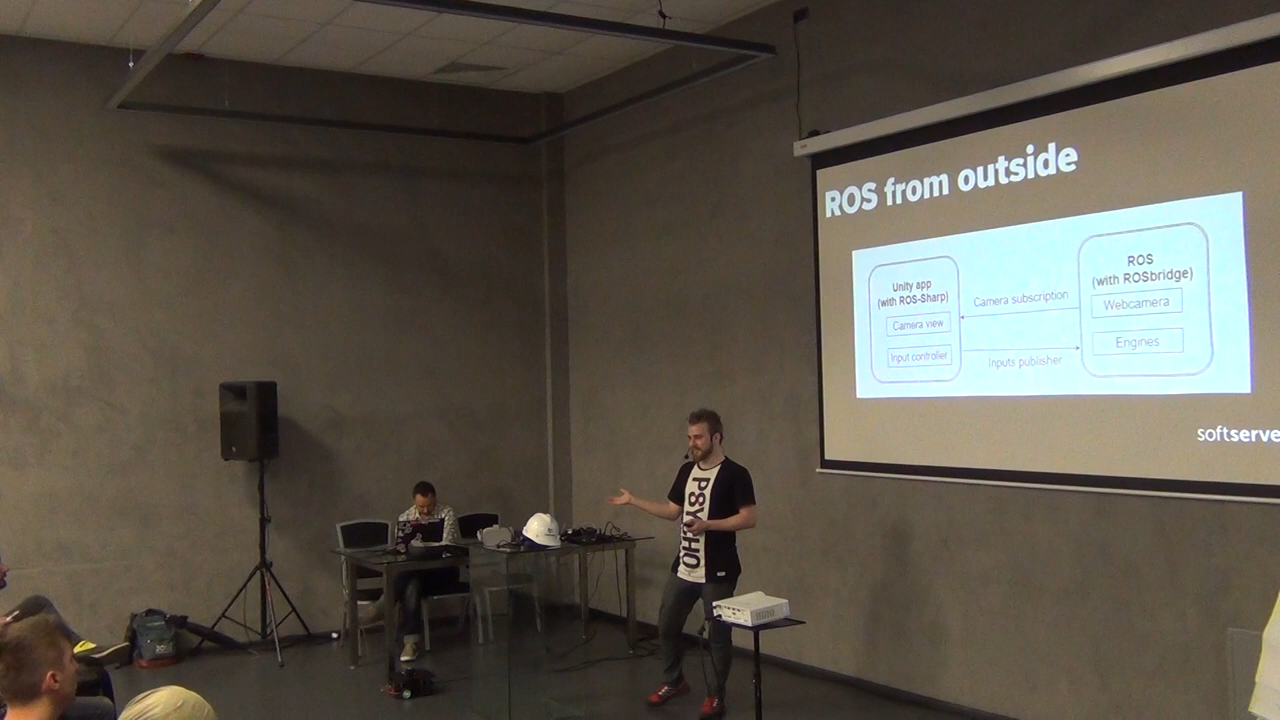 ROS from outside
Unity app
(with ROS-Sharp)
Camera view
Input controller
Camera subscription
Inputs publisher
ROS
(with ROSbridge)
Webcamera
Engines
softserve
PSYCHO